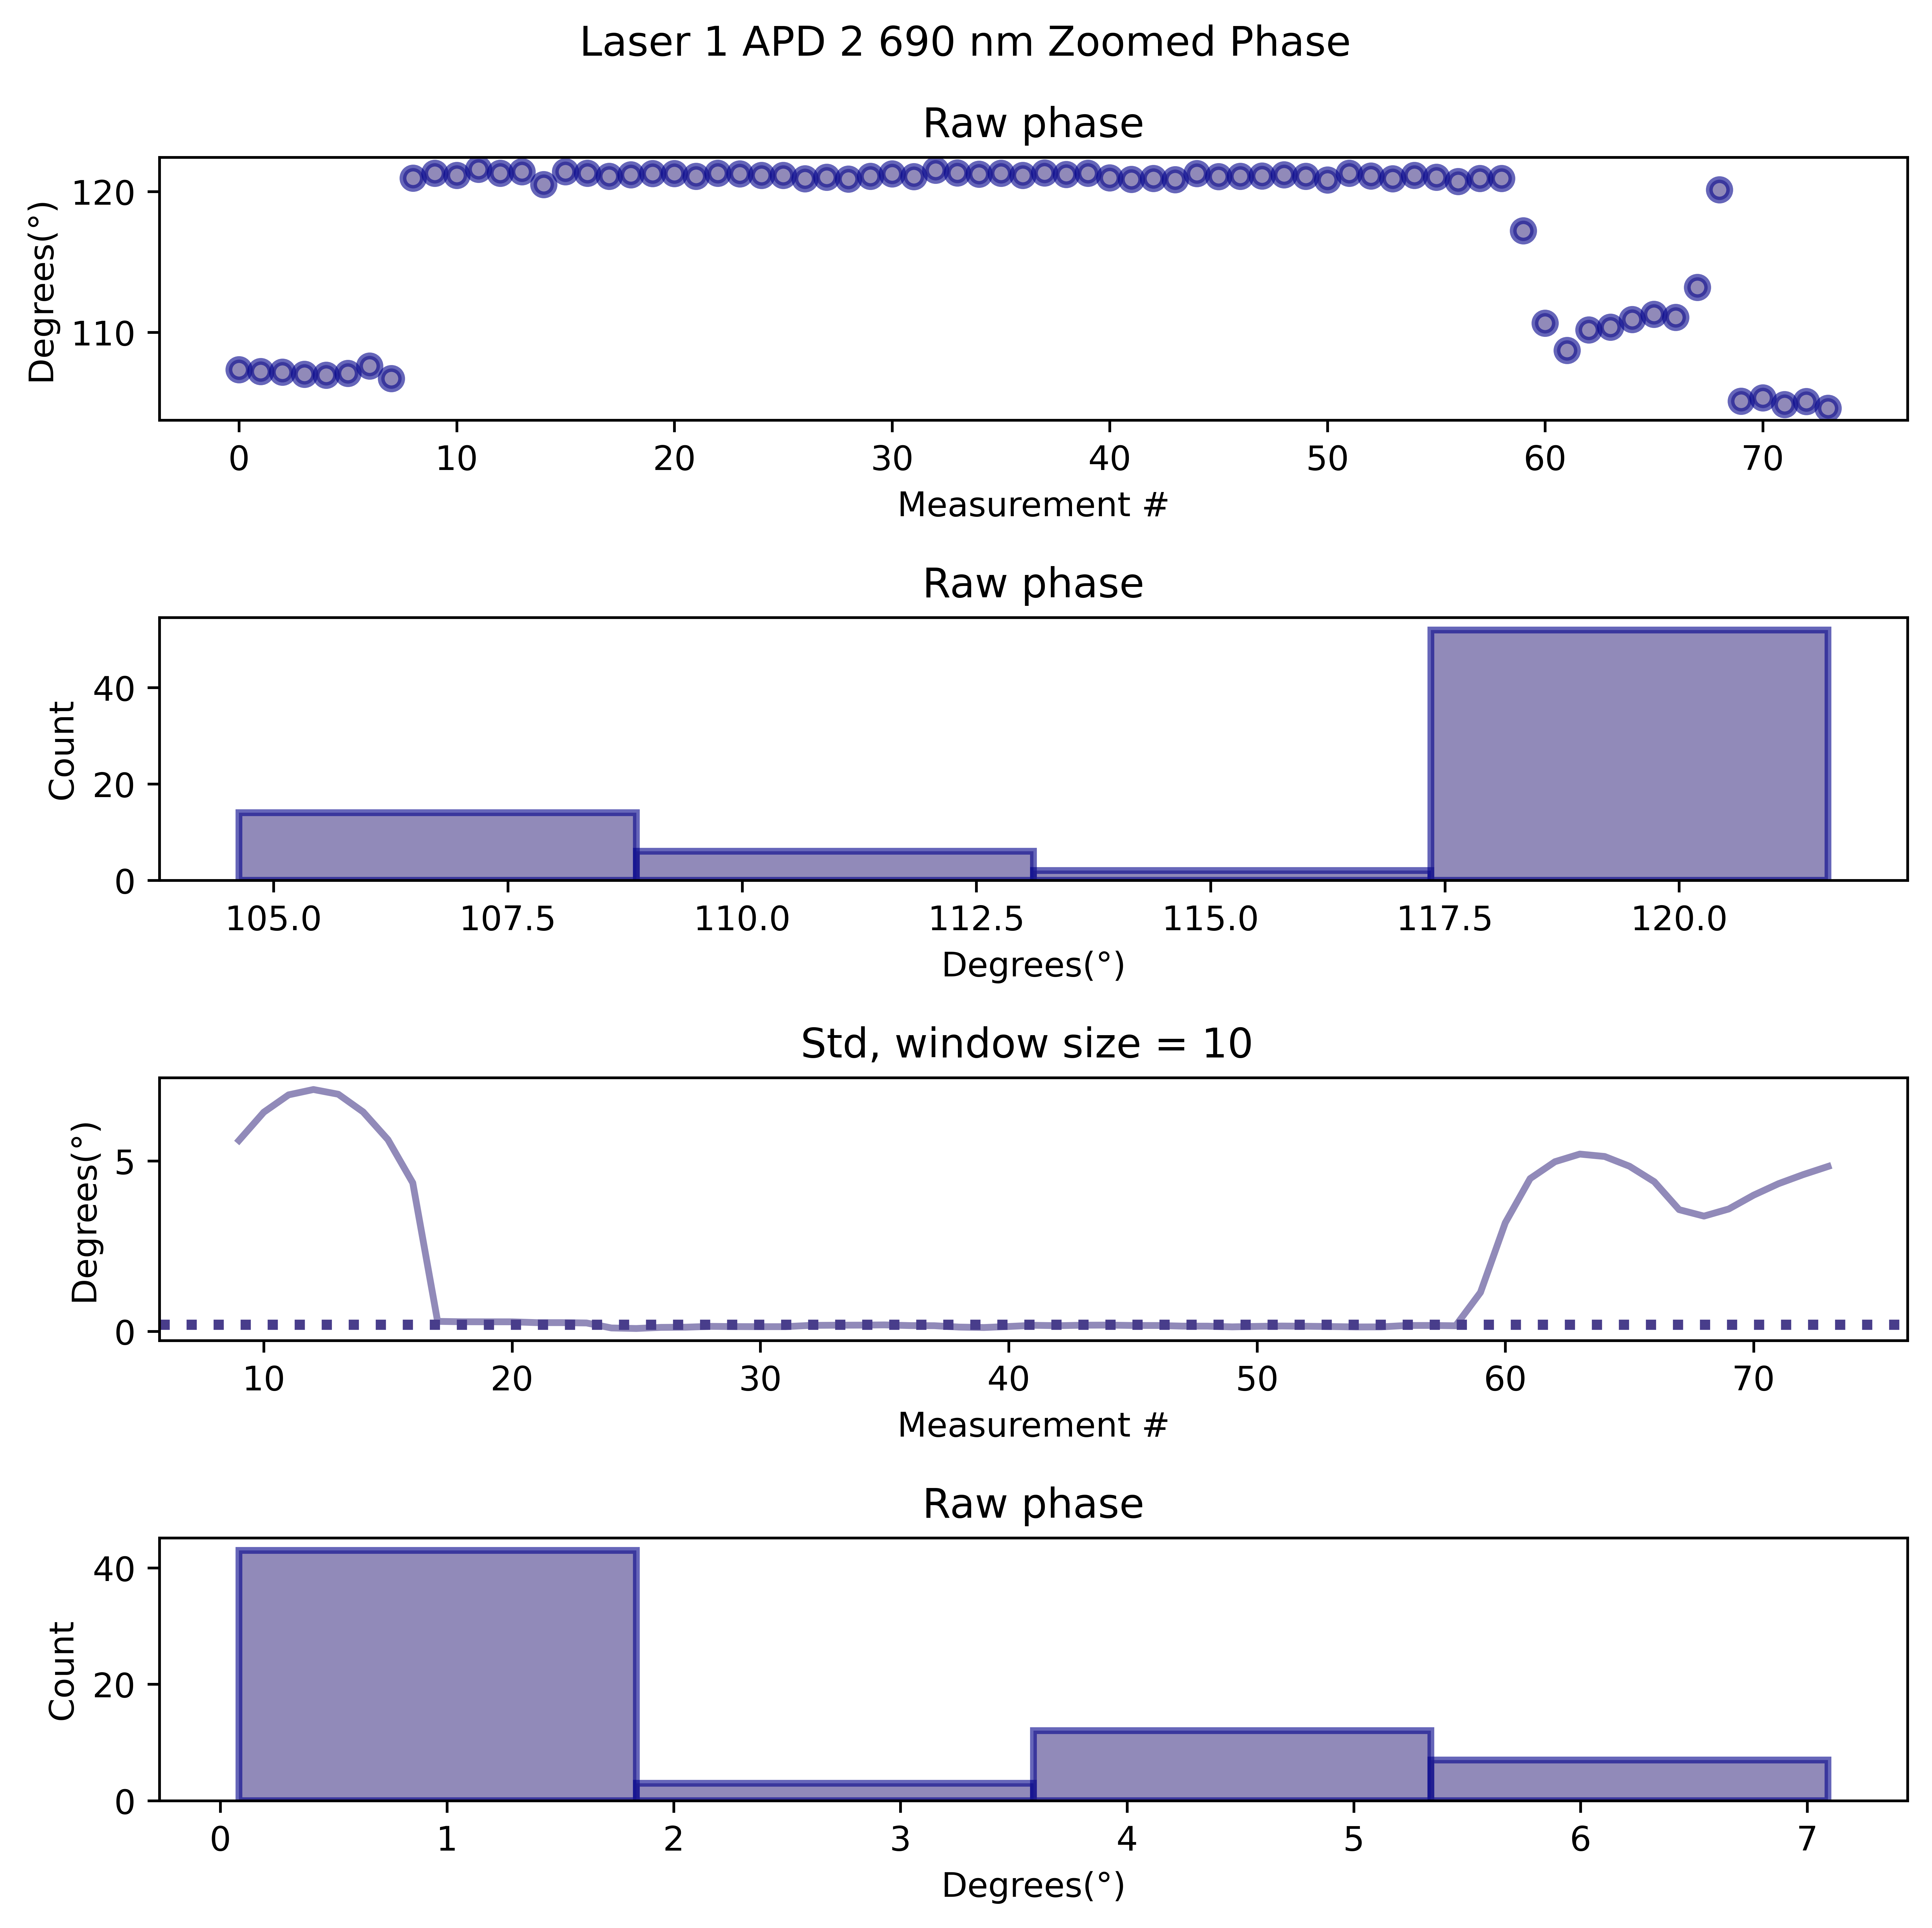 Laser 1 APD 2 690 nm Zoomed Phase
Raw phase
Degrees(°)
120
110
0 10 20 30 40 50 60 70
Measurement #
Raw phase
Count
40
20
0
105.0 107.5 110.0 112.5 115.0 117.5 120.0
Degrees(°)
Std, window size = 10
Degrees(°)
5
0
10 20 30 40 50 60 70
Measurement #
Raw phase
Count
40
20
0
0 1 2 3 4 5 6 7
Degrees(°)